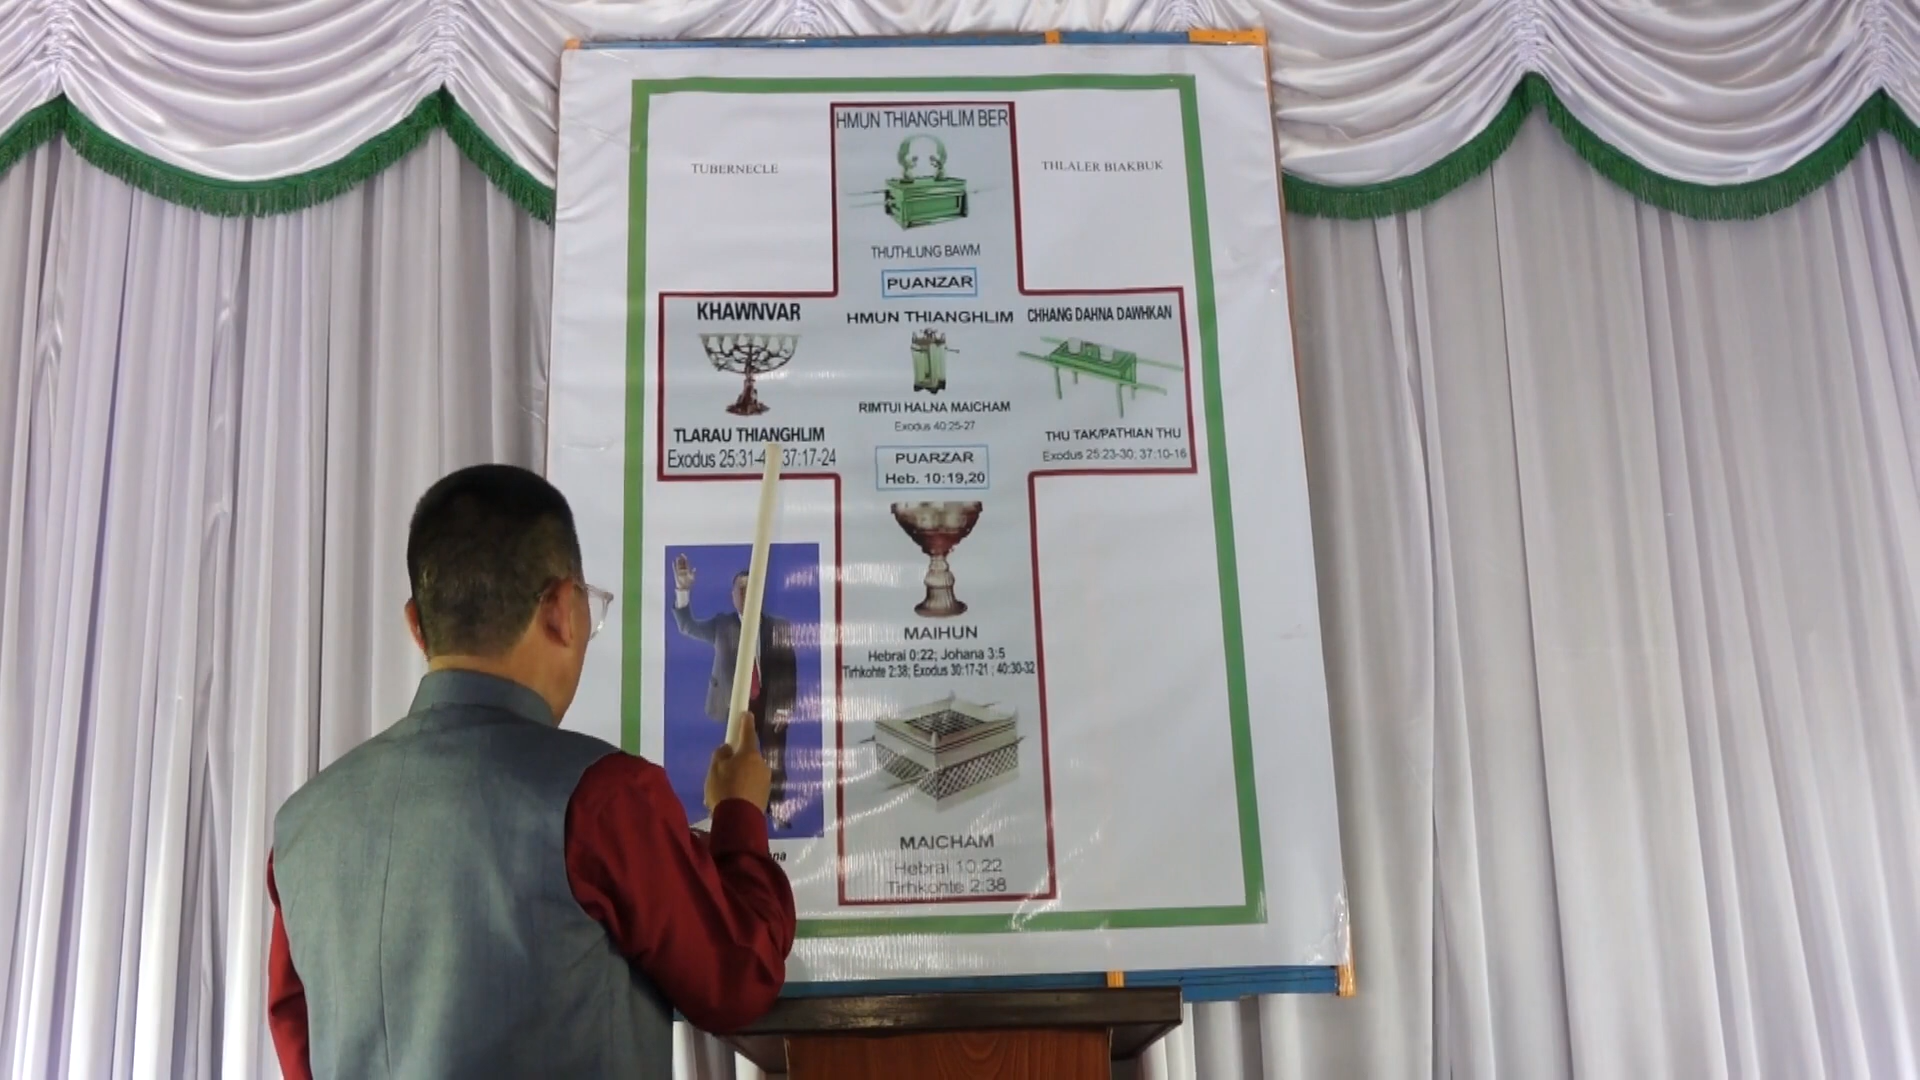 HMUN THIANGHLIM BER
TUBERNECLE
THLALER BIAKBUK
THUTHLUNG BAWM
PUANZAR
KHAWNVAR
HMUN THIANGHLIM
CHHANG DAHNA DAWHKAN
RIMTUI HALNA MAICHAM
Exodus 40:25-27
TLARAU THIANGHLIM
Exodus 25:31-4 37:17-24
THU TAK/PATHIAN THU
Exodus 25:23-30; 37:10-16
PUARZAR
Heb. 10:19,20
MAIHUN
Hebrai 0:22; Johana 3:5
Tirhkohte 2:38; Exodus 30:17-21 ; 40:30-32
MAICHAM
Hebrai 10:22
Tirhkohte 2:38